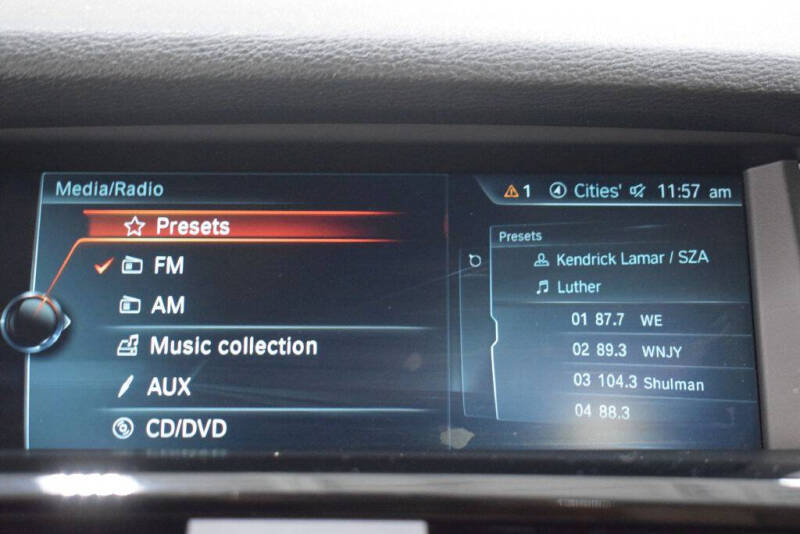 Media/Radio
1 Cities' 11:57 am
Presets
FM
AM
Music collection
AUX
CD/DVD
Presets
Kendrick Lamar / SZA
Luther
01 87.7 WE
02 89.3 WNJY
03 104.3 Shulman
04 88.3